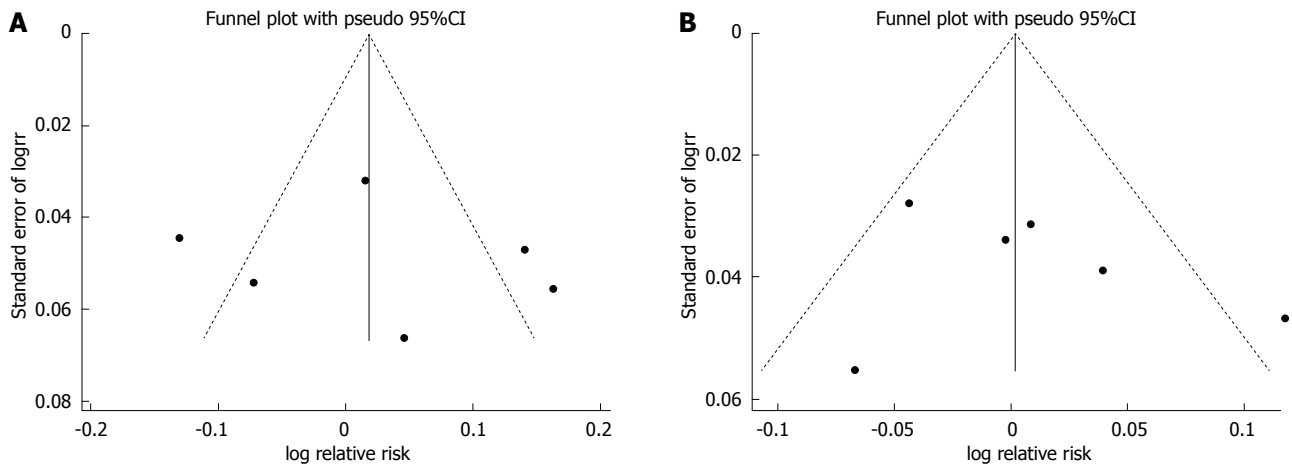 A
Funnel plot with pseudo 95%CI
0
0.02
0.04
0.06
0.08
Standard error of logrr
-0.2 -0.1 0 0.1 0.2
log relative risk
B
Funnel plot with pseudo 95%CI
0
0.02
0.04
0.06
Standard error of logrr
-0.1 -0.05 0 0.05 0.1
log relative risk